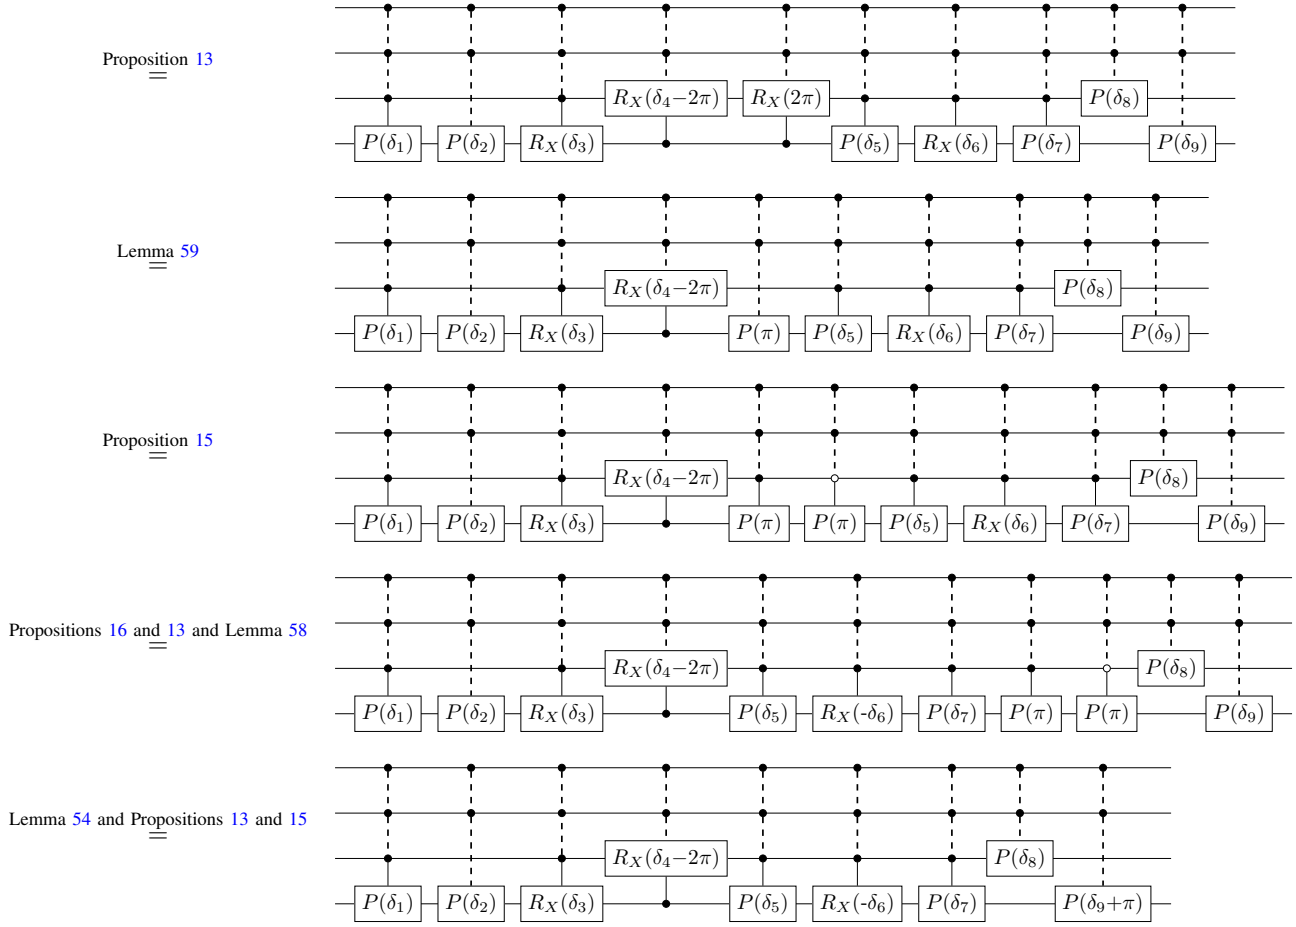 Proposition 13
=
P(δ1) P(δ2) RX(δ3) RX(δ4−2π) RX(2π) P(δ5) RX(δ6) P(δ7) P(δ8) P(δ9)
Lemma 59
=
P(δ1) P(δ2) RX(δ3) RX(δ4−2π) P(π) P(δ5) RX(δ6) P(δ7) P(δ8) P(δ9)
Proposition 15
=
P(δ1) P(δ2) RX(δ3) RX(δ4−2π) P(π) P(π) P(δ5) RX(δ6) P(δ7) P(δ8) P(δ9)
Propositions 16 and 13 and Lemma 58
=
P(δ1) P(δ2) RX(δ3) RX(δ4−2π) P(δ5) RX(-δ6) P(δ7) P(π) P(π) P(δ8) P(δ9)
Lemma 54 and Propositions 13 and 15
=
P(δ1) P(δ2) RX(δ3) RX(δ4−2π) P(δ5) RX(-δ6) P(δ7) P(δ8) P(δ9+π)